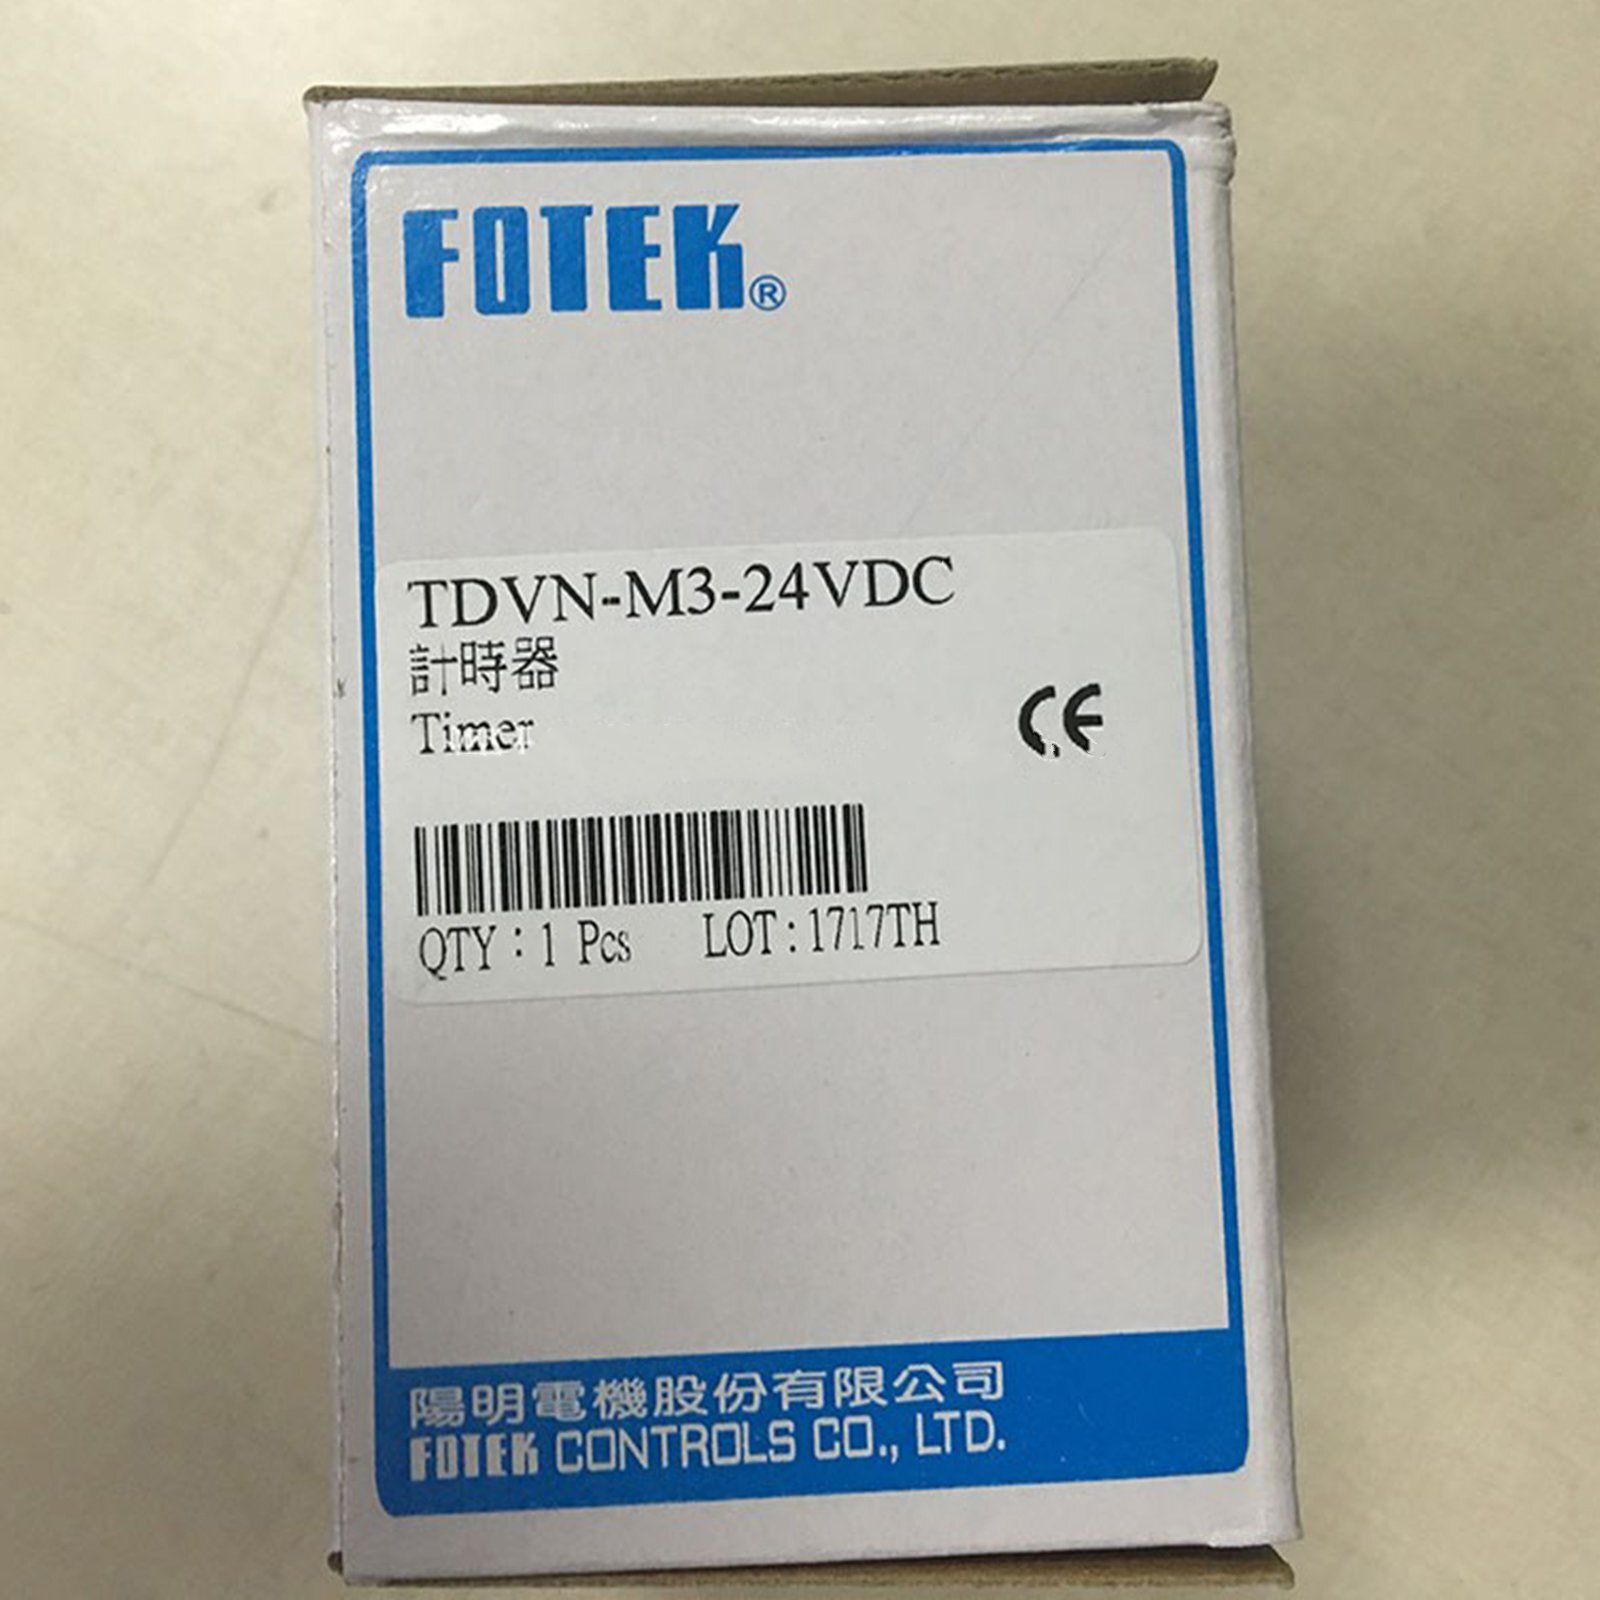 FOTEK®
TDVN-M3-24VDC
計時器
Timer
CE
QTY : 1 Pcs LOT : 1717TH
陽明電機股份有限公司
FOTEK CONTROLS CO., LTD.